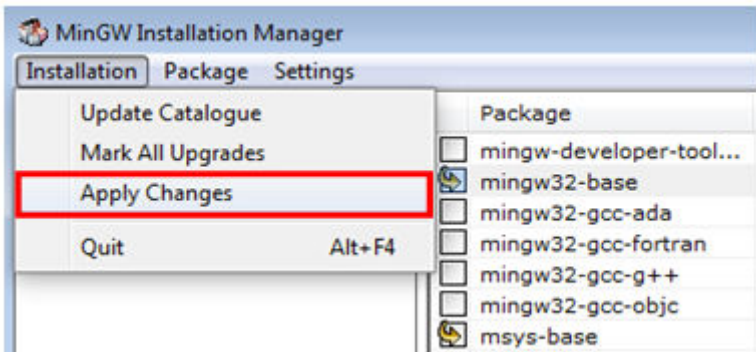 MinGW Installation Manager
Installation Package Settings
Update Catalogue
Mark All Upgrades
Apply Changes
Quit Alt+F4
Package
mingw-developer-tool...
mingw32-base
mingw32-gcc-ada
mingw32-gcc-fortran
mingw32-gcc-g++
mingw32-gcc-objc
msys-base